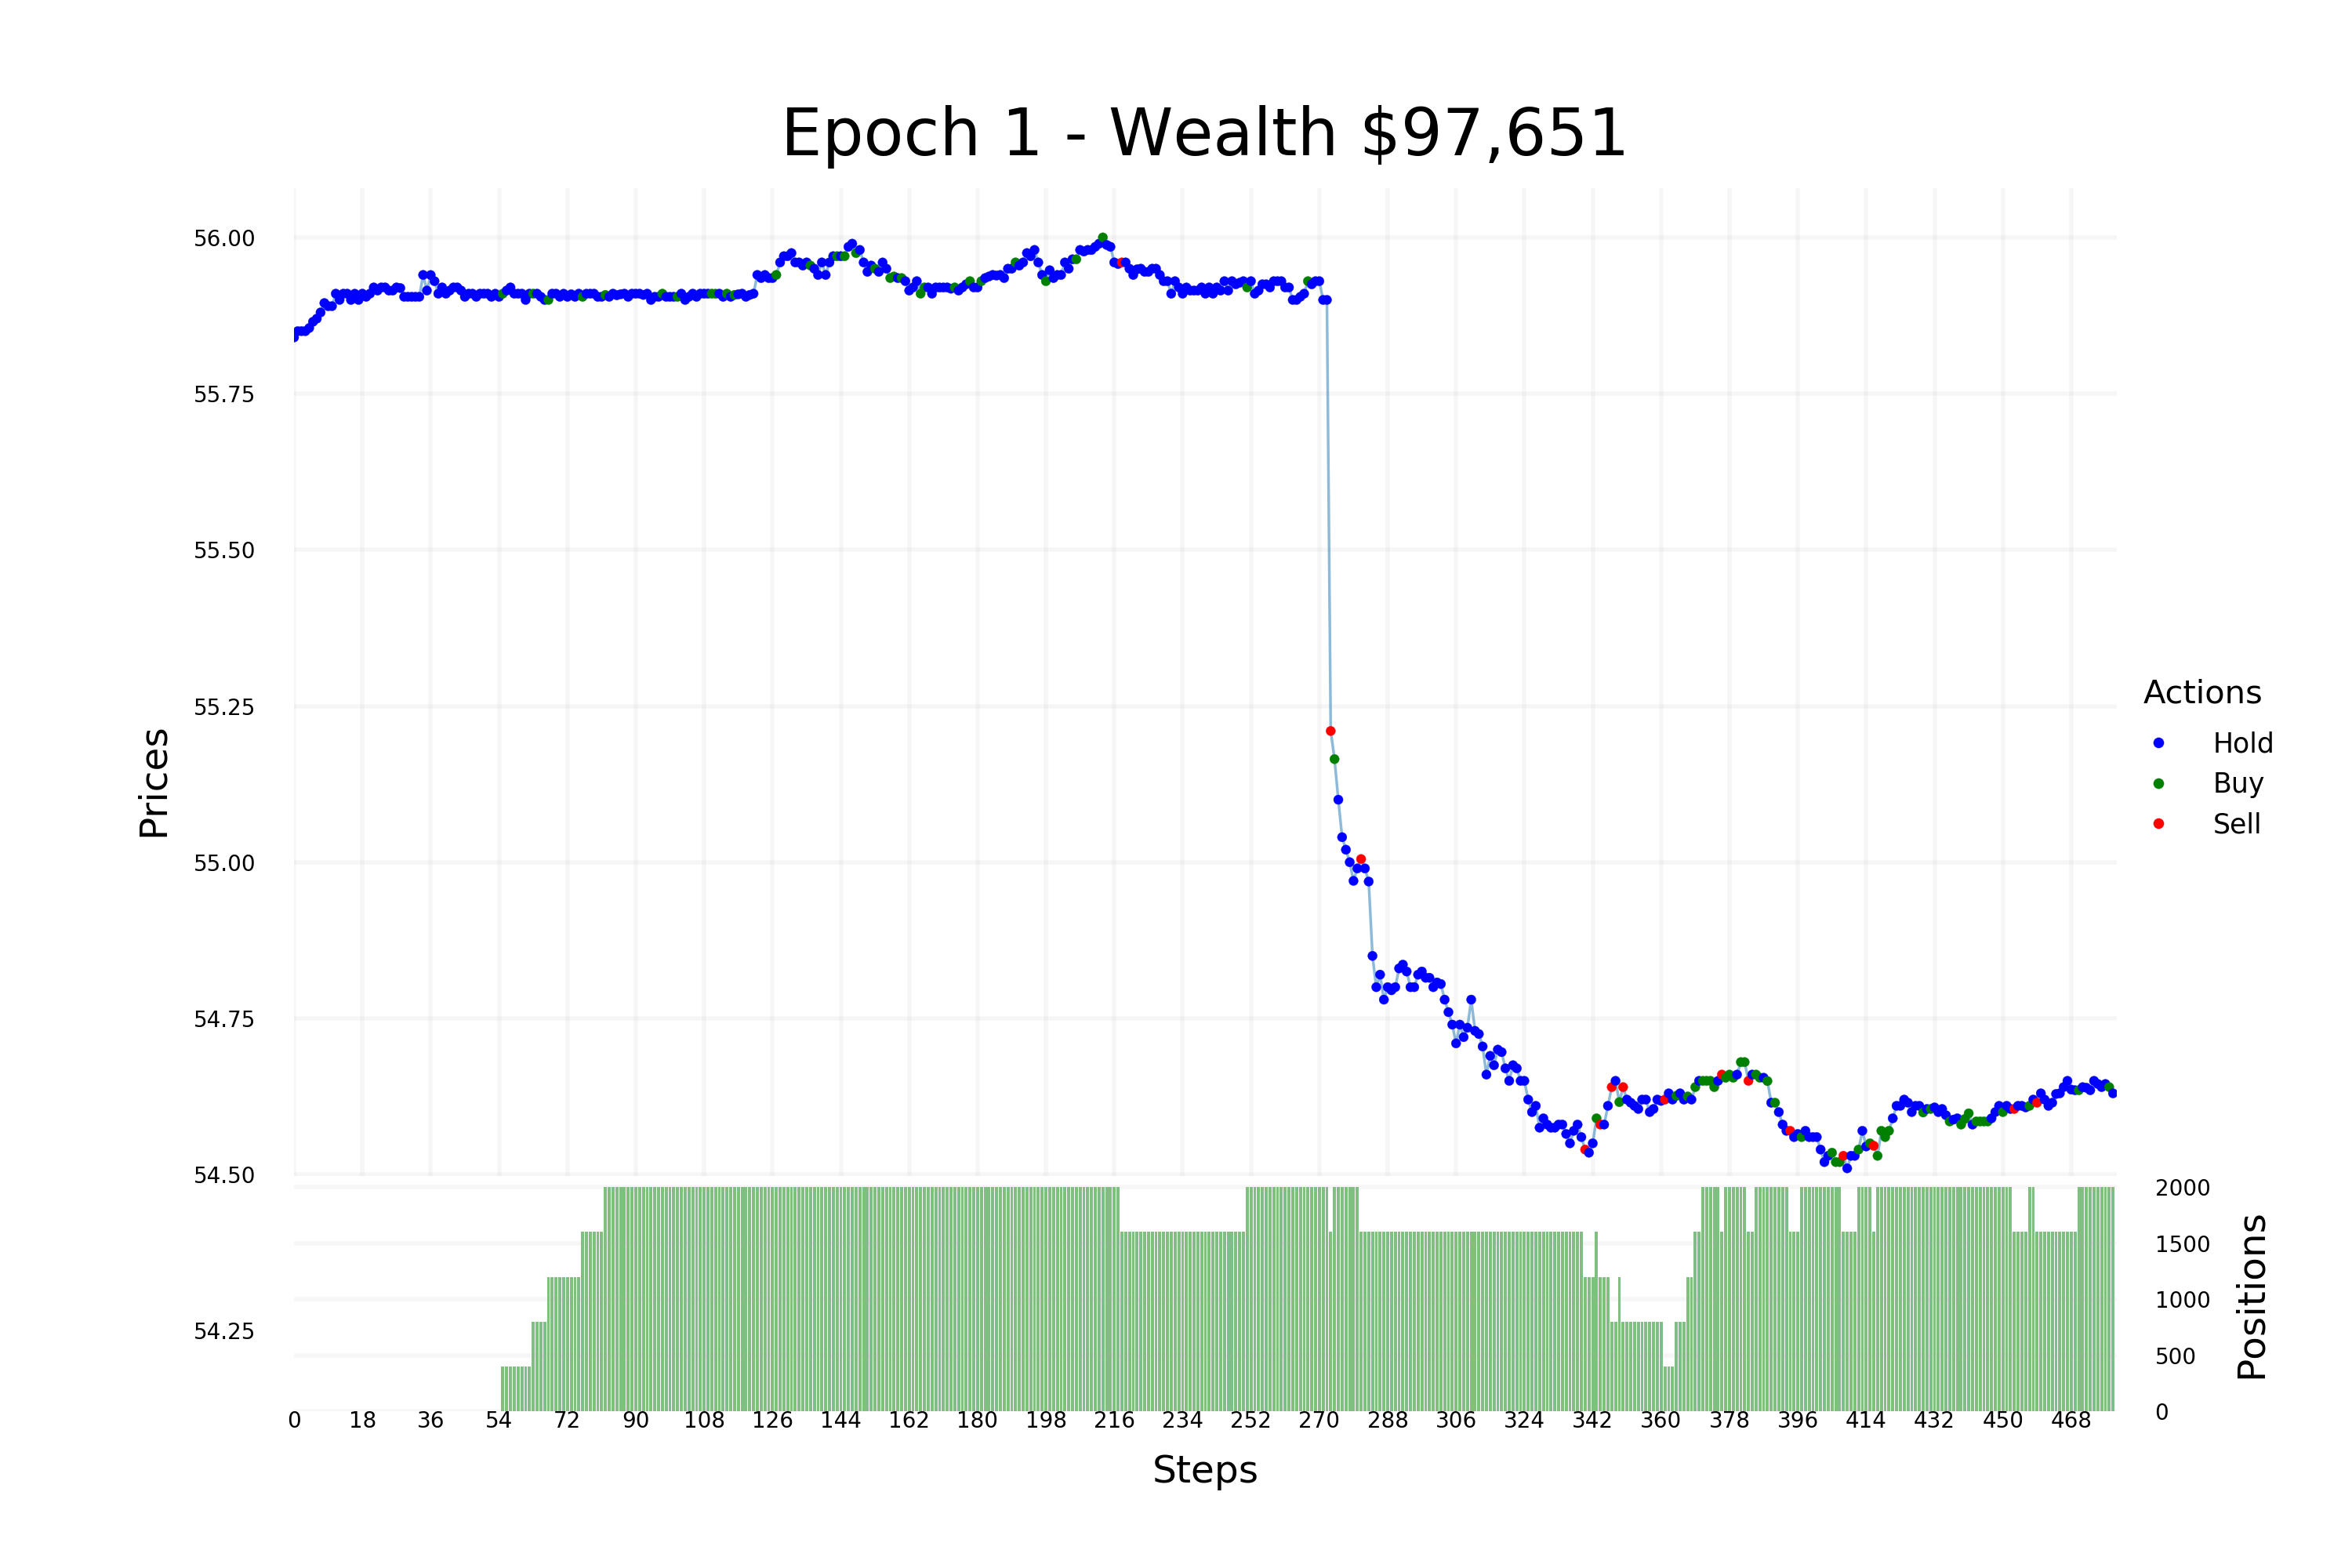 Epoch 1 - Wealth $97,651
56.00
55.75
55.50
55.25
55.00
54.75
54.50
54.25
Prices
Actions
Hold
Buy
Sell
2000
1500
1000
500
0
Positions
0 18 36 54 72 90 108 126 144 162 180 198 216 234 252 270 288 306 324 342 360 378 396 414 432 450 468
Steps